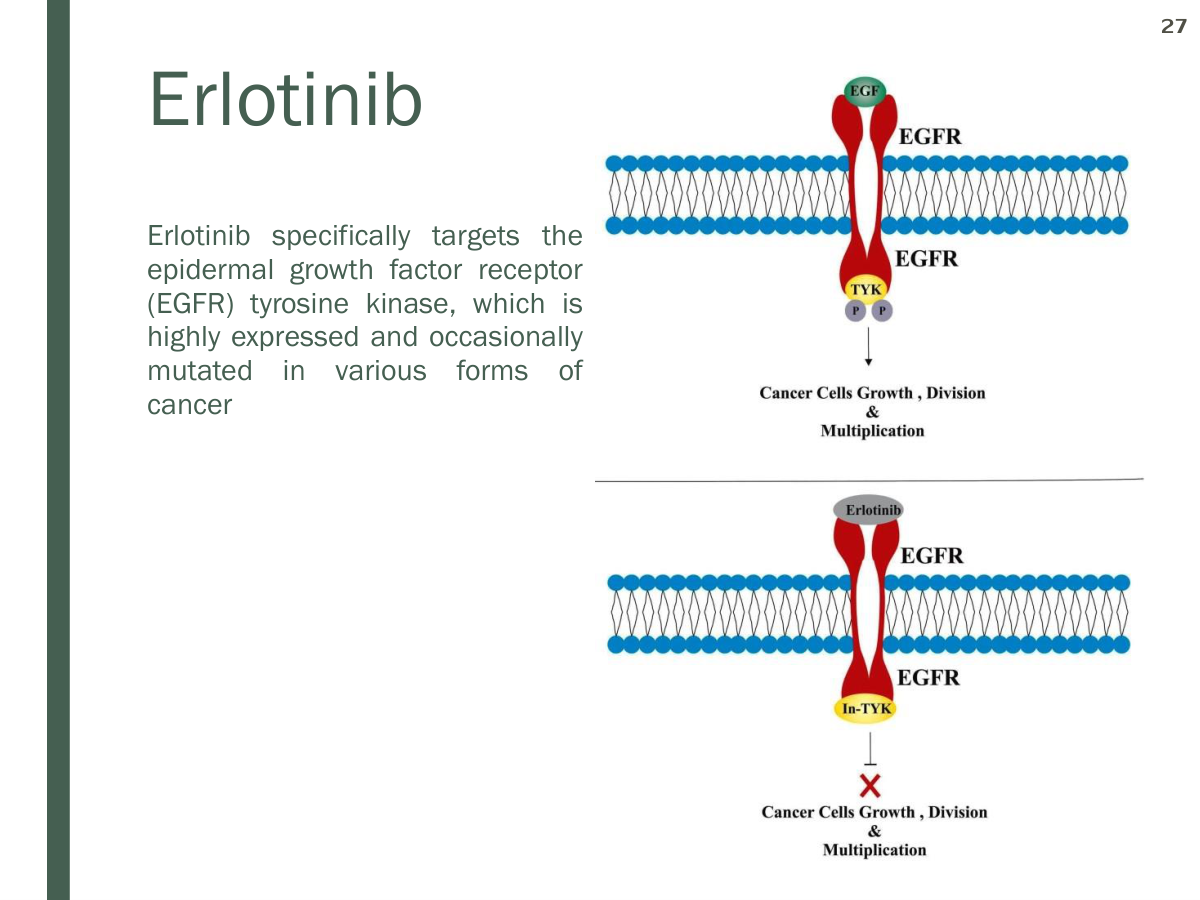 27
Erlotinib
Erlotinib specifically targets the
epidermal growth factor receptor
(EGFR) tyrosine kinase, which is
highly expressed and occasionally
mutated in various forms of
cancer
EGF
EGFR
EGFR
TYK
P P
Cancer Cells Growth , Division
&
Multiplication
Erlotinib
EGFR
EGFR
In-TYK
Cancer Cells Growth , Division
&
Multiplication